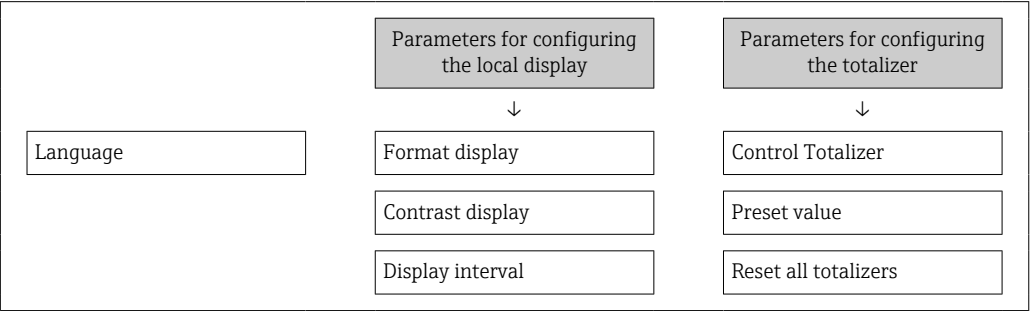 Parameters for configuring
the local display
Parameters for configuring
the totalizer
↓
↓
Language
Format display
Control Totalizer
Contrast display
Preset value
Display interval
Reset all totalizers